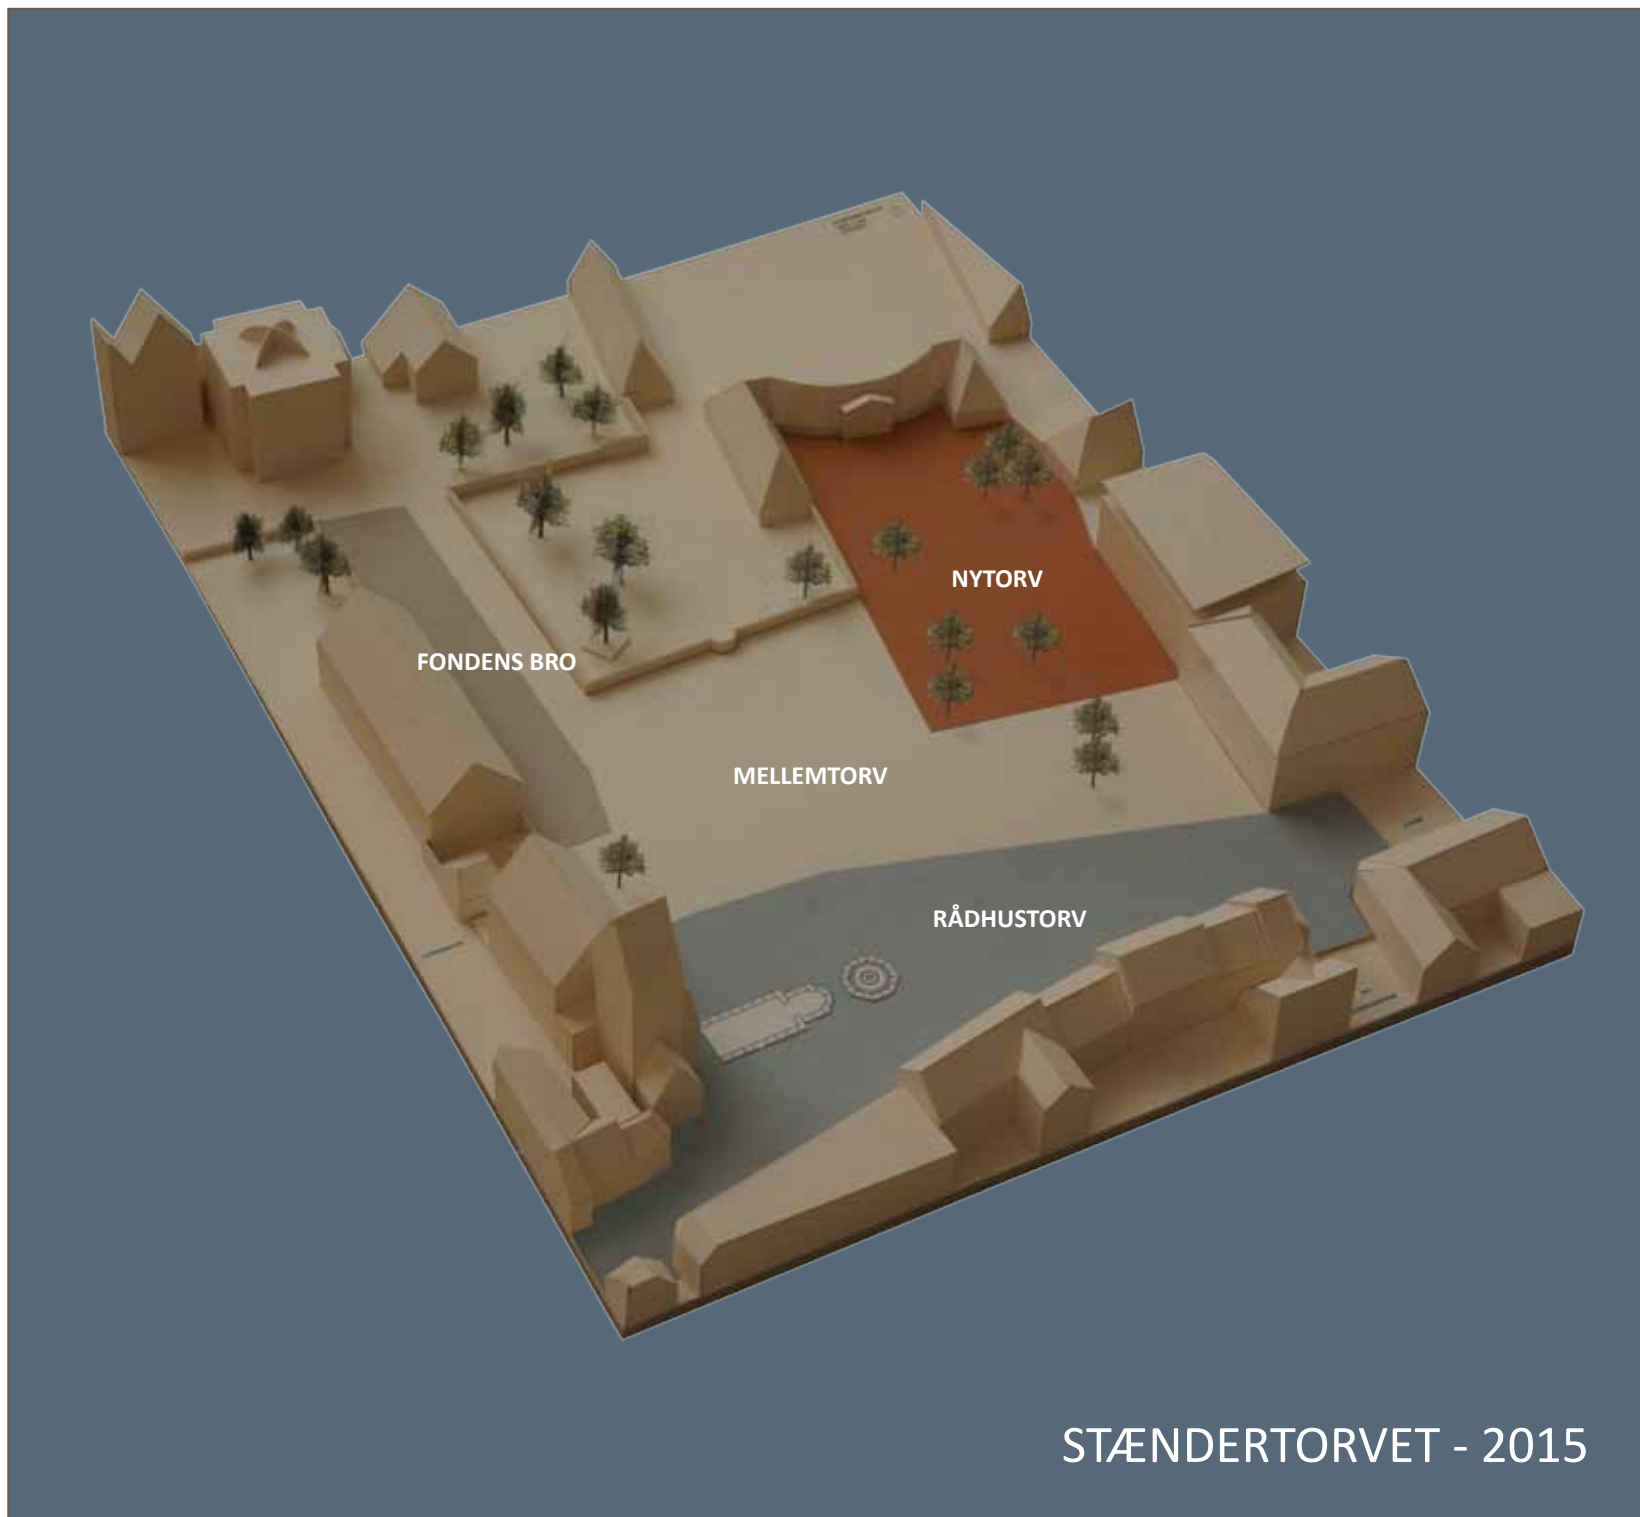 NYTORV
FONDENS BRO
MELLEMTORV
RÅDHUSTORV
STÆNDERTORVET - 2015